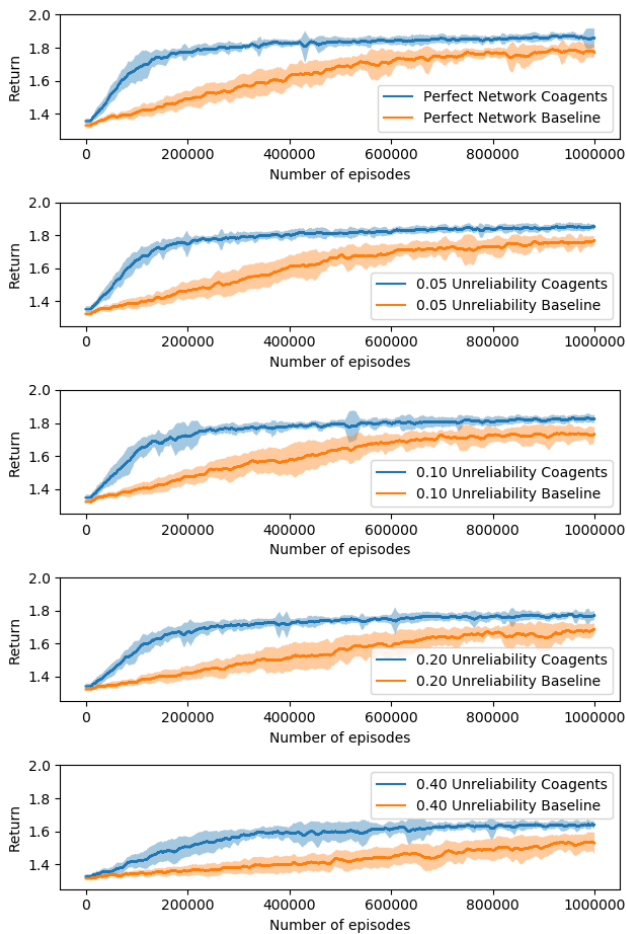 2.0
1.8
1.6
1.4
Return
Perfect Network Coagents
Perfect Network Baseline
0 200000 400000 600000 800000 1000000
Number of episodes
2.0
1.8
1.6
1.4
Return
0.05 Unreliability Coagents
0.05 Unreliability Baseline
0 200000 400000 600000 800000 1000000
Number of episodes
2.0
1.8
1.6
1.4
Return
0.10 Unreliability Coagents
0.10 Unreliability Baseline
0 200000 400000 600000 800000 1000000
Number of episodes
2.0
1.8
1.6
1.4
Return
0.20 Unreliability Coagents
0.20 Unreliability Baseline
0 200000 400000 600000 800000 1000000
Number of episodes
2.0
1.8
1.6
1.4
Return
0.40 Unreliability Coagents
0.40 Unreliability Baseline
0 200000 400000 600000 800000 1000000
Number of episodes